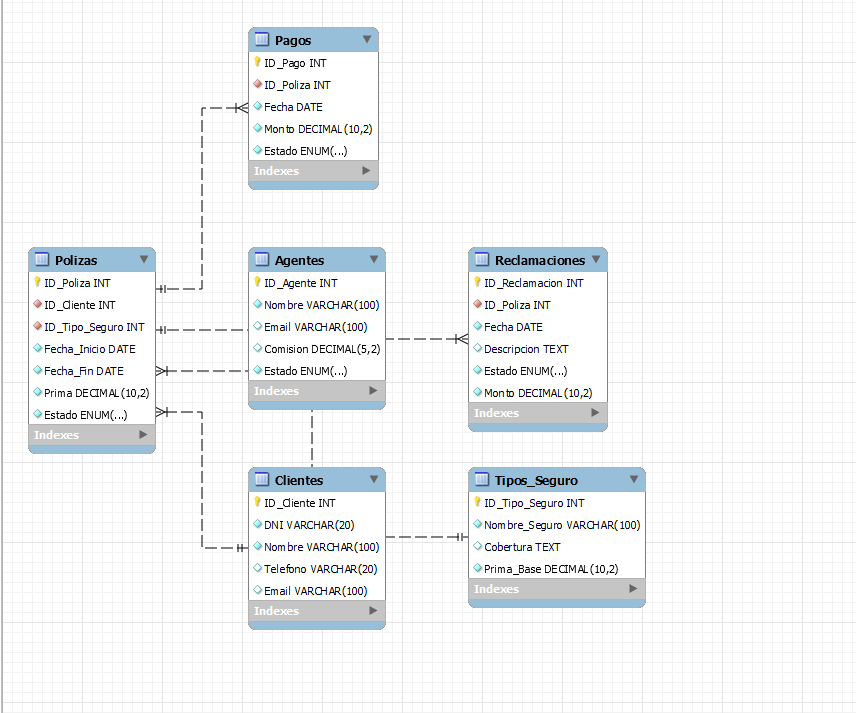 Pagos
ID_Pago INT
ID_Poliza INT
Fecha DATE
Monto DECIMAL(10,2)
Estado ENUM(...)
Indexes
Polizas
ID_Poliza INT
ID_Cliente INT
ID_Tipo_Seguro INT
Fecha_Inicio DATE
Fecha_Fin DATE
Prima DECIMAL(10,2)
Estado ENUM(...)
Indexes
Agentes
ID_Agente INT
Nombre VARCHAR(100)
Email VARCHAR(100)
Comision DECIMAL(5,2)
Estado ENUM(...)
Indexes
Reclamaciones
ID_Reclamacion INT
ID_Poliza INT
Fecha DATE
Descripcion TEXT
Estado ENUM(...)
Monto DECIMAL(10,2)
Indexes
Clientes
ID_Cliente INT
DNI VARCHAR(20)
Nombre VARCHAR(100)
Telefono VARCHAR(20)
Email VARCHAR(100)
Indexes
Tipos_Seguro
ID_Tipo_Seguro INT
Nombre_Seguro VARCHAR(100)
Cobertura TEXT
Prima_Base DECIMAL(10,2)
Indexes